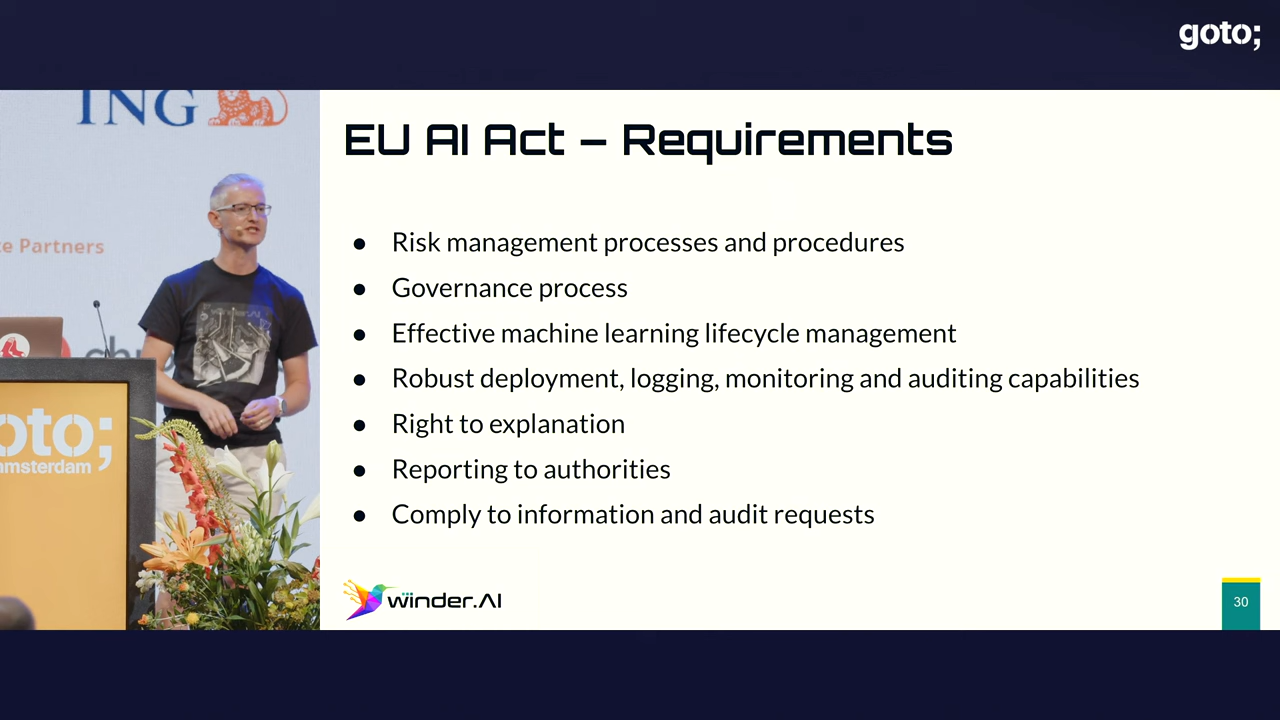 goto;
ING
te Partners
oto;
amsterdam
EU AI Act – Requirements
● Risk management processes and procedures
● Governance process
● Effective machine learning lifecycle management
● Robust deployment, logging, monitoring and auditing capabilities
● Right to explanation
● Reporting to authorities
● Comply to information and audit requests
winder.AI
30